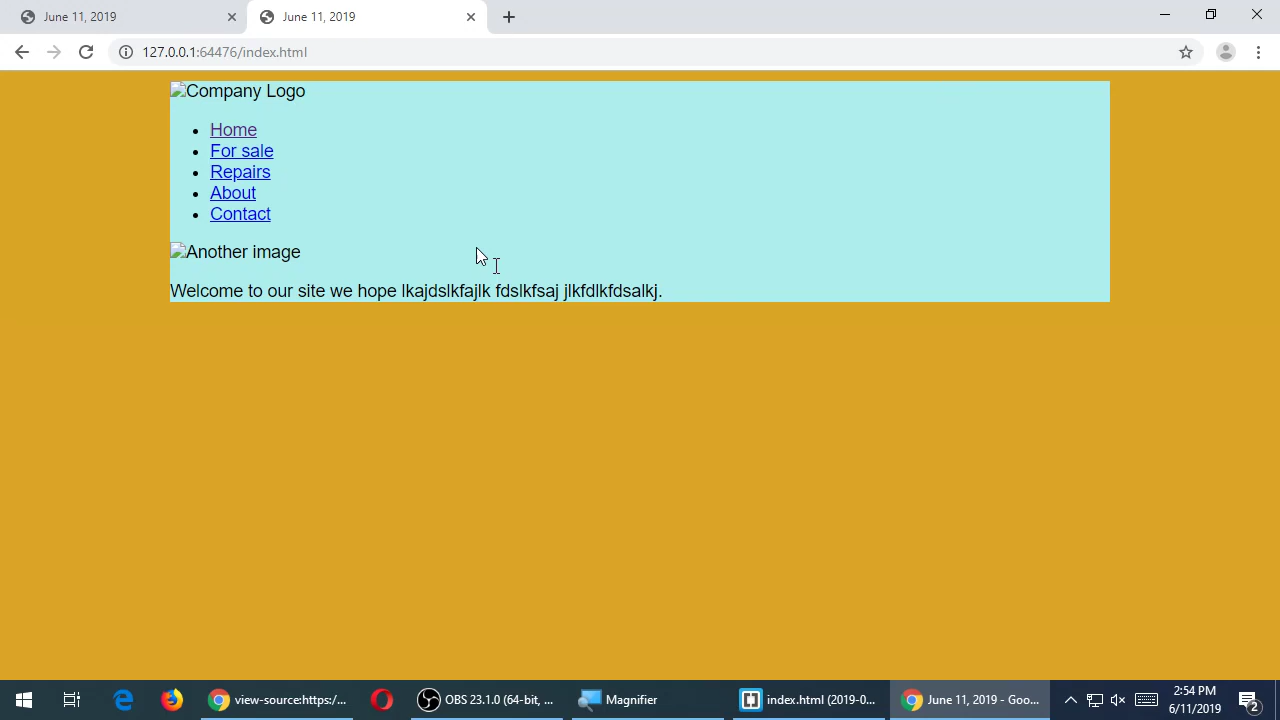 June 11, 2019
June 11, 2019
127.0.0.1:64476/index.html
Company Logo
Home
For sale
Repairs
About
Contact
Another image
Welcome to our site we hope lkajdslkfajlk fdslkfsaj jlkfdlkfdsalkj.
view-source:https:/...
OBS 23.1.0 (64-bit, ...
Magnifier
index.html (2019-0...
June 11, 2019 - Goo...
2:54 PM
6/11/2019
2